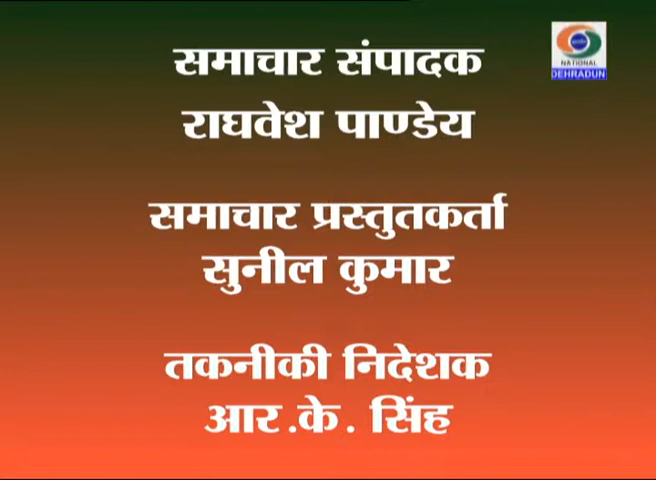 समाचार संपादक
राघवेश पाण्डेय
समाचार प्रस्तुतकर्ता
सुनील कुमार
तकनीकी निदेशक
आर.के. सिंह
NATIONAL
DEHRADUN